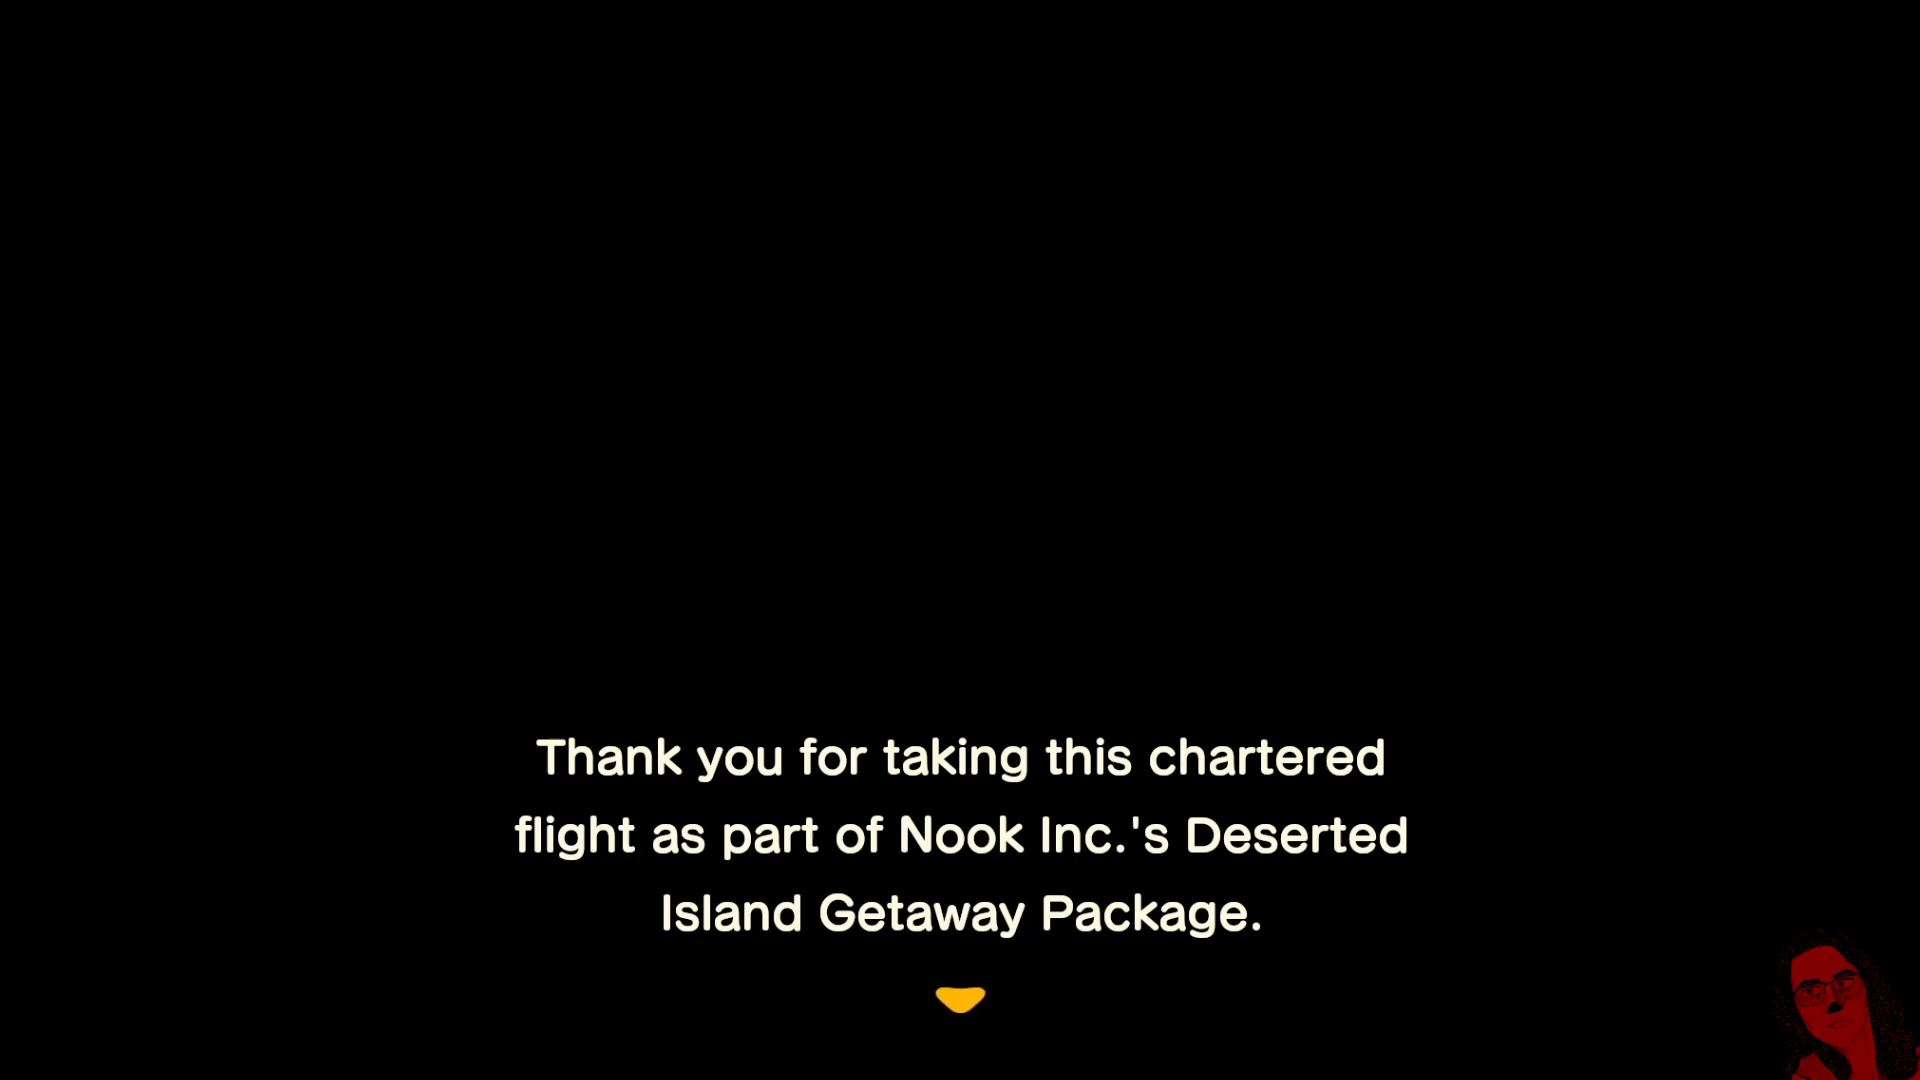 Thank you for taking this chartered
flight as part of Nook Inc.'s Deserted
Island Getaway Package.